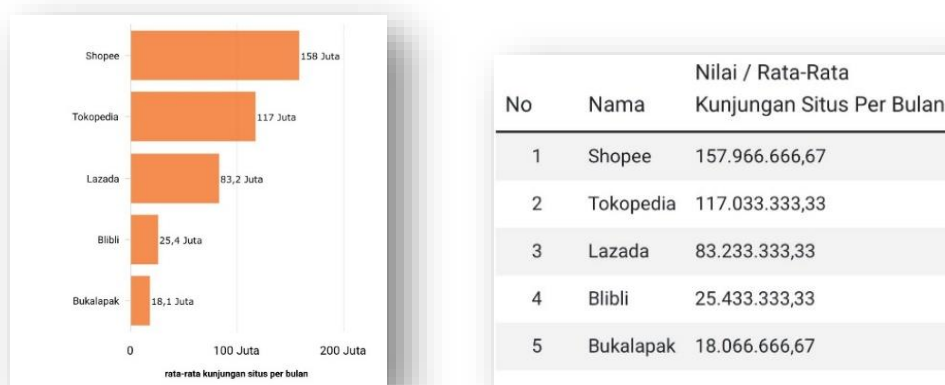 Shopee 158 Juta
Tokopedia 117 Juta
Lazada 83,2 Juta
Blibli 25,4 Juta
Bukalapak 18,1 Juta
0 100 Juta 200 Juta
rata-rata kunjungan situs per bulan
Nilai / Rata-Rata
No Nama Kunjungan Situs Per Bulan
1 Shopee 157.966.666,67
2 Tokopedia 117.033.333,33
3 Lazada 83.233.333,33
4 Blibli 25.433.333,33
5 Bukalapak 18.066.666,67